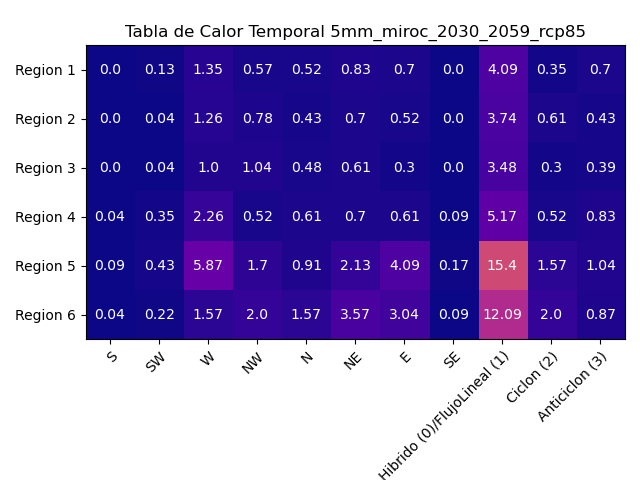 Tabla de Calor Temporal 5mm_miroc_2030_2059_rcp85
Region 1 0.0 0.13 1.35 0.57 0.52 0.83 0.7 0.0 4.09 0.35 0.7
Region 2 0.0 0.04 1.26 0.78 0.43 0.7 0.52 0.0 3.74 0.61 0.43
Region 3 0.0 0.04 1.0 1.04 0.48 0.61 0.3 0.0 3.48 0.3 0.39
Region 4 0.04 0.35 2.26 0.52 0.61 0.7 0.61 0.09 5.17 0.52 0.83
Region 5 0.09 0.43 5.87 1.7 0.91 2.13 4.09 0.17 15.4 1.57 1.04
Region 6 0.04 0.22 1.57 2.0 1.57 3.57 3.04 0.09 12.09 2.0 0.87
S SW W NW N NE E SE Hibrido (0)/FlujoLineal (1) Ciclon (2) Anticiclon (3)